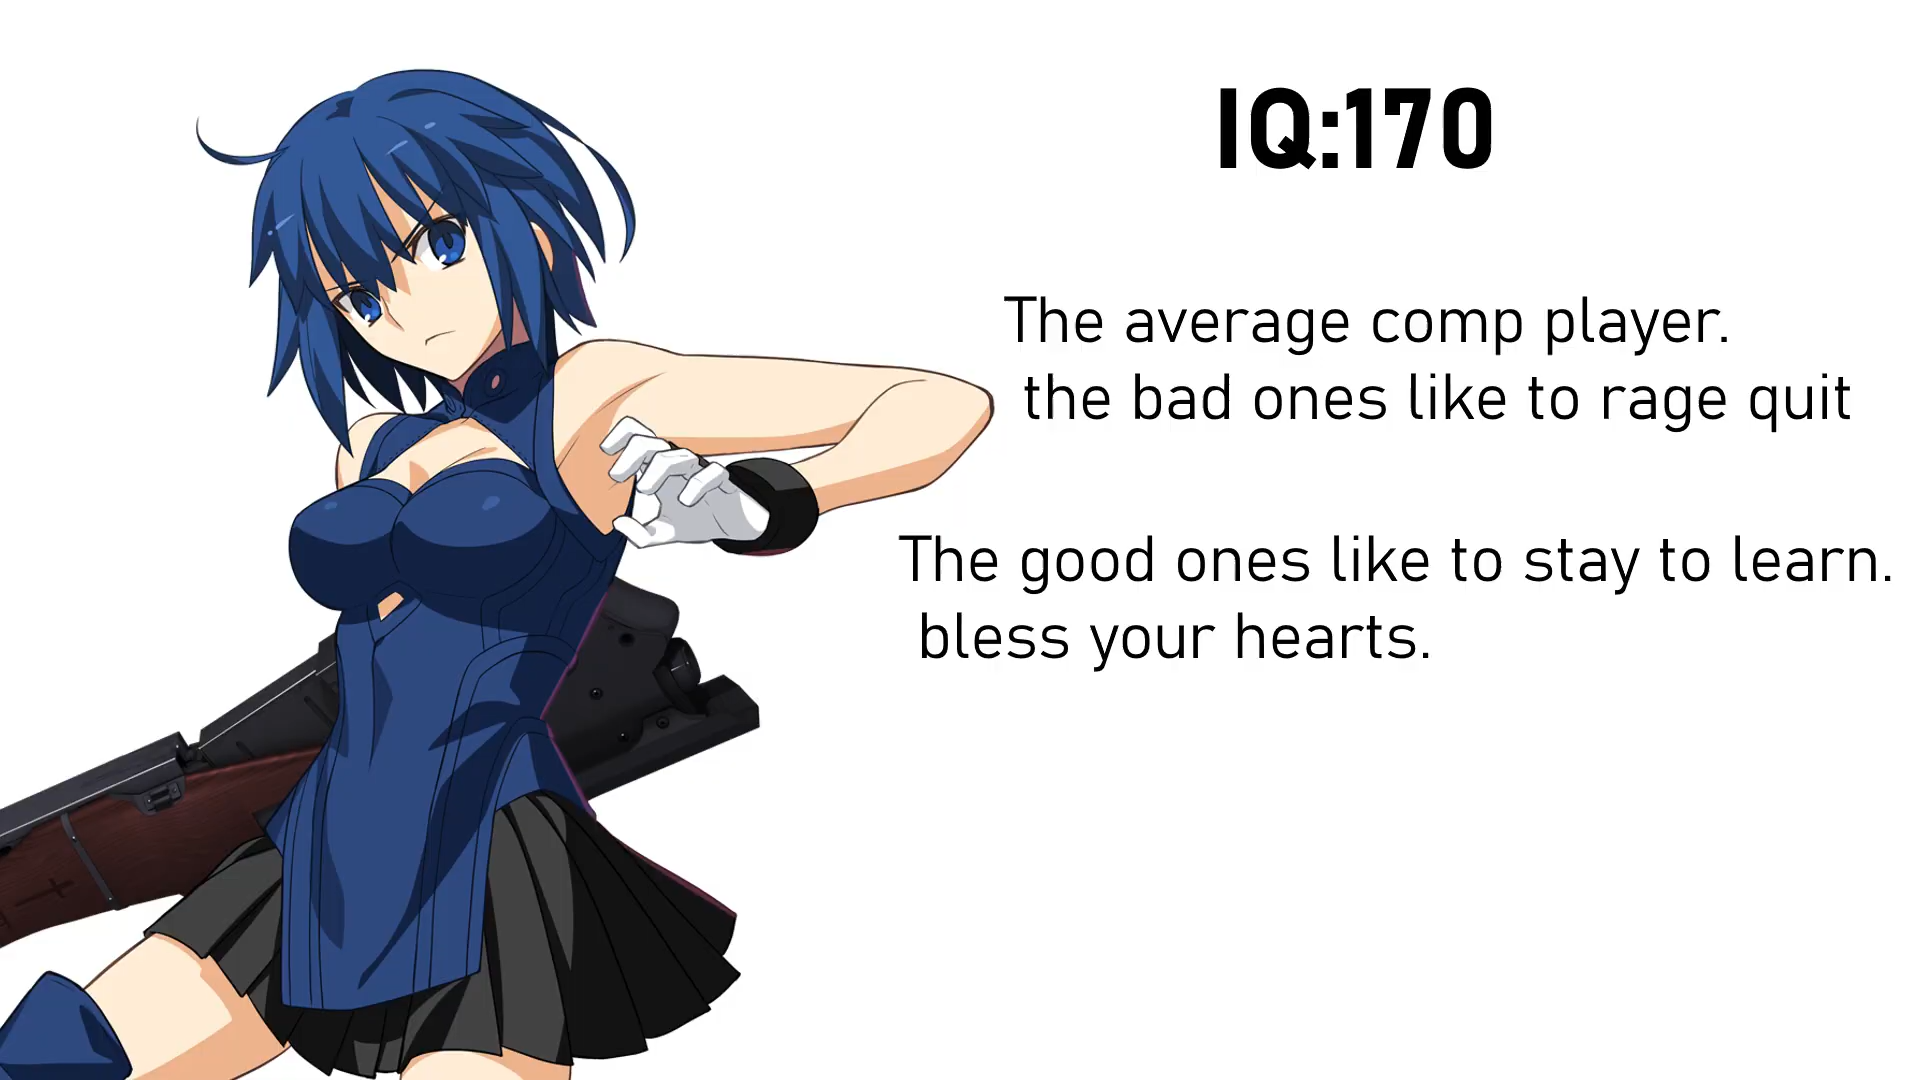 IQ:170
The average comp player.
the bad ones like to rage quit
The good ones like to stay to learn.
bless your hearts.